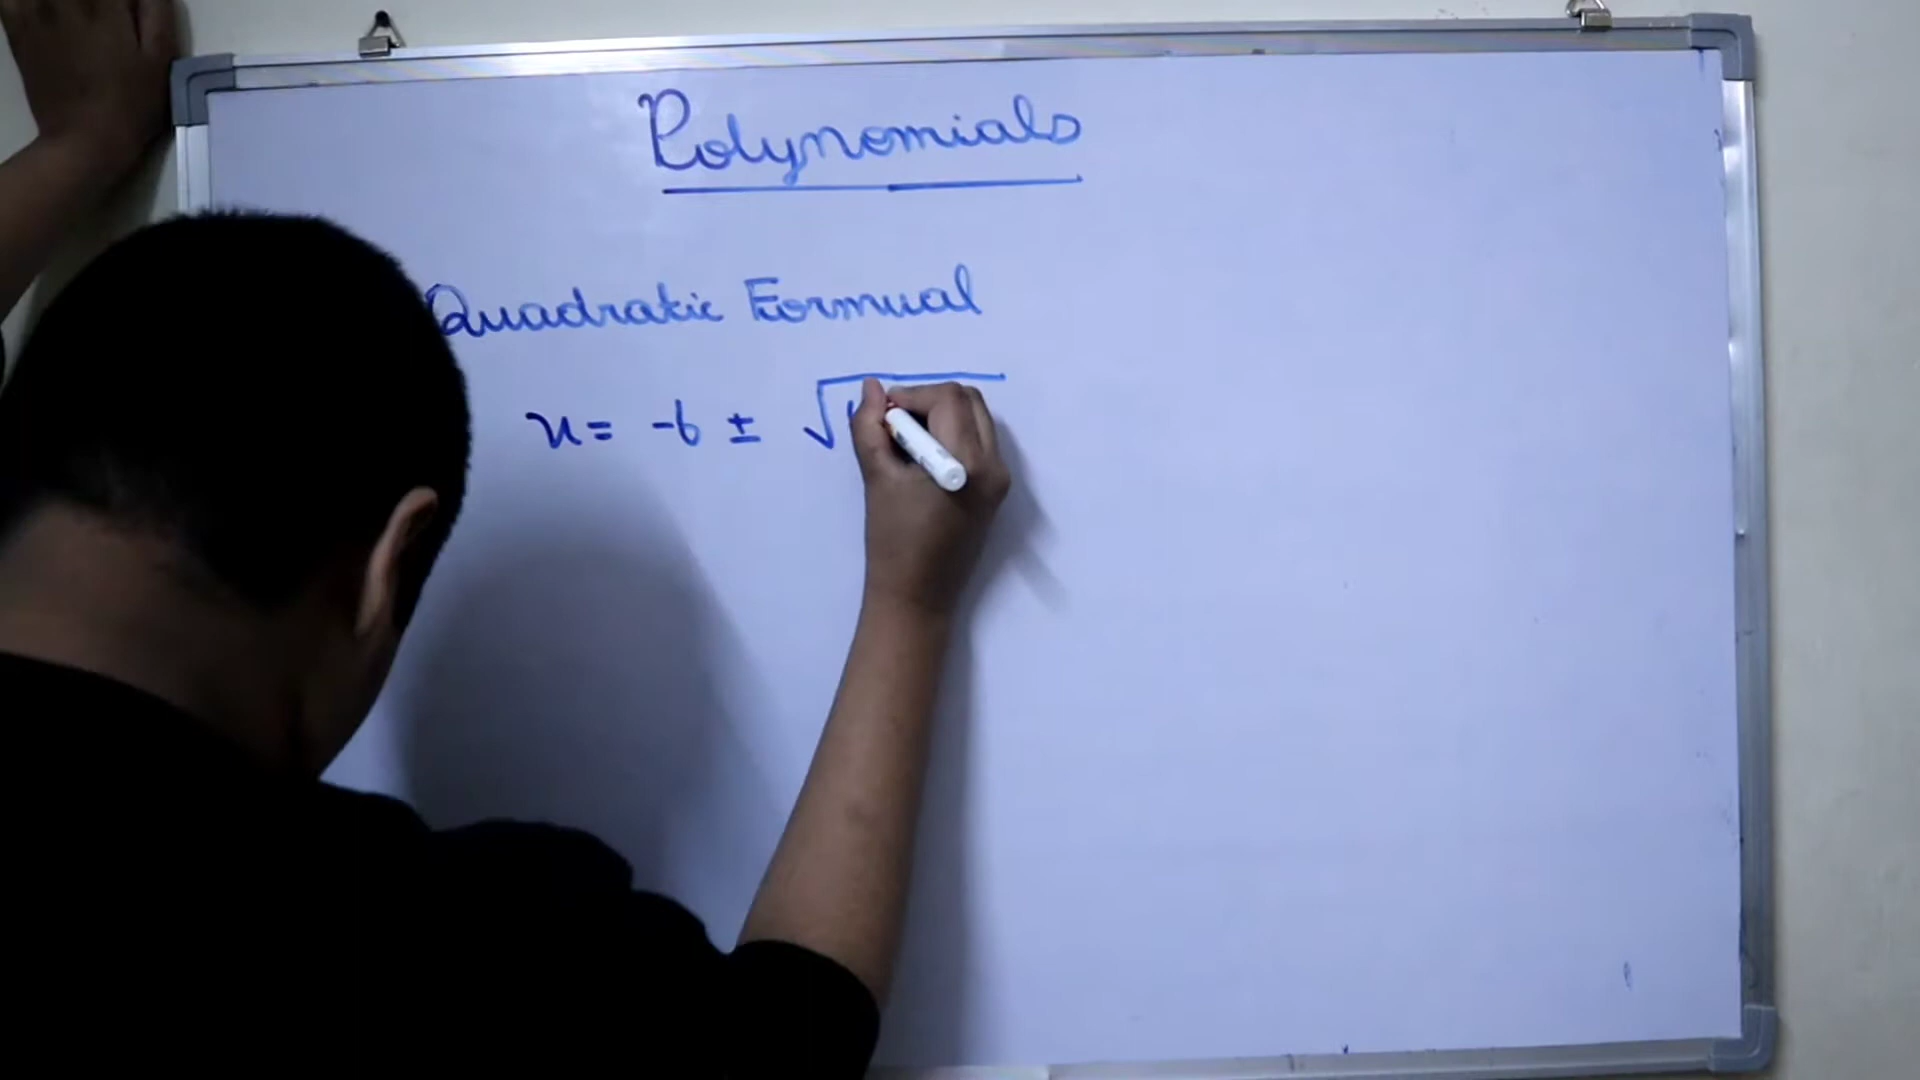 Polynomials
Quadratic Formual
x = -b ± √